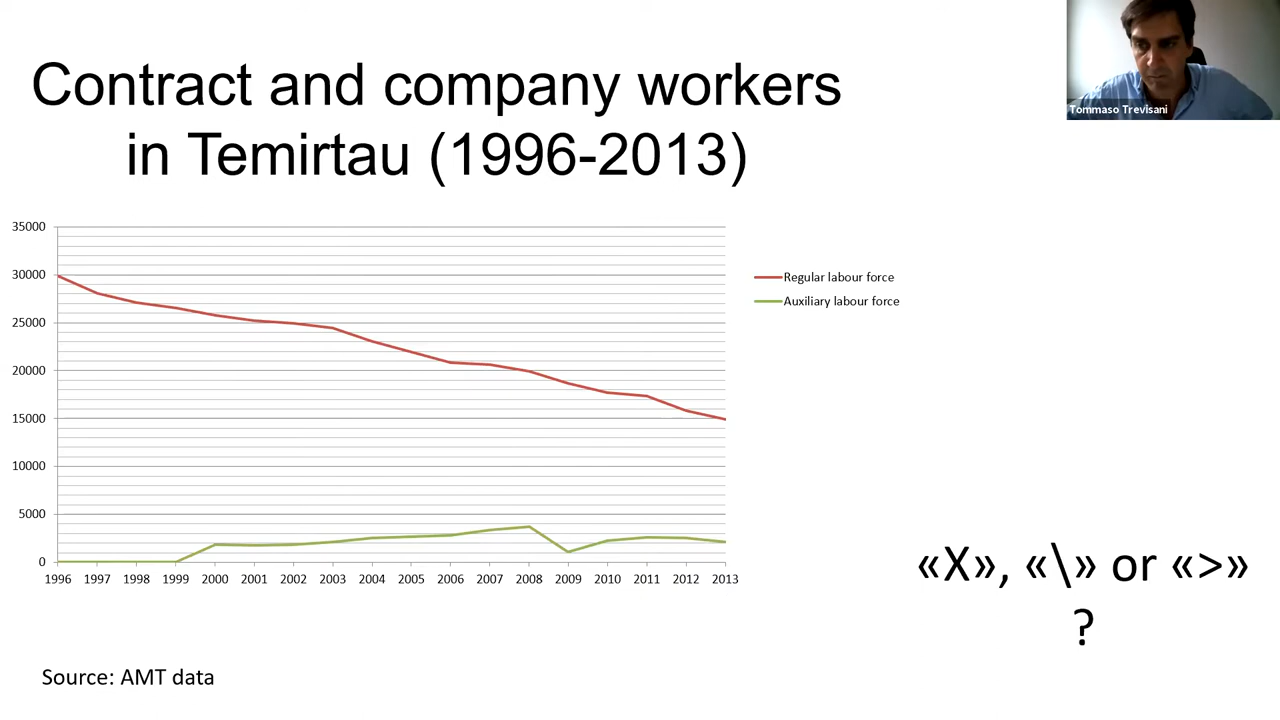 Contract and company workers
in Temirtau (1996-2013)
Tommaso Trevisani
35000
30000
25000
20000
15000
10000
5000
0
1996 1997 1998 1999 2000 2001 2002 2003 2004 2005 2006 2007 2008 2009 2010 2011 2012 2013
Regular labour force
Auxiliary labour force
«X», «\» or «>»
?
Source: AMT data